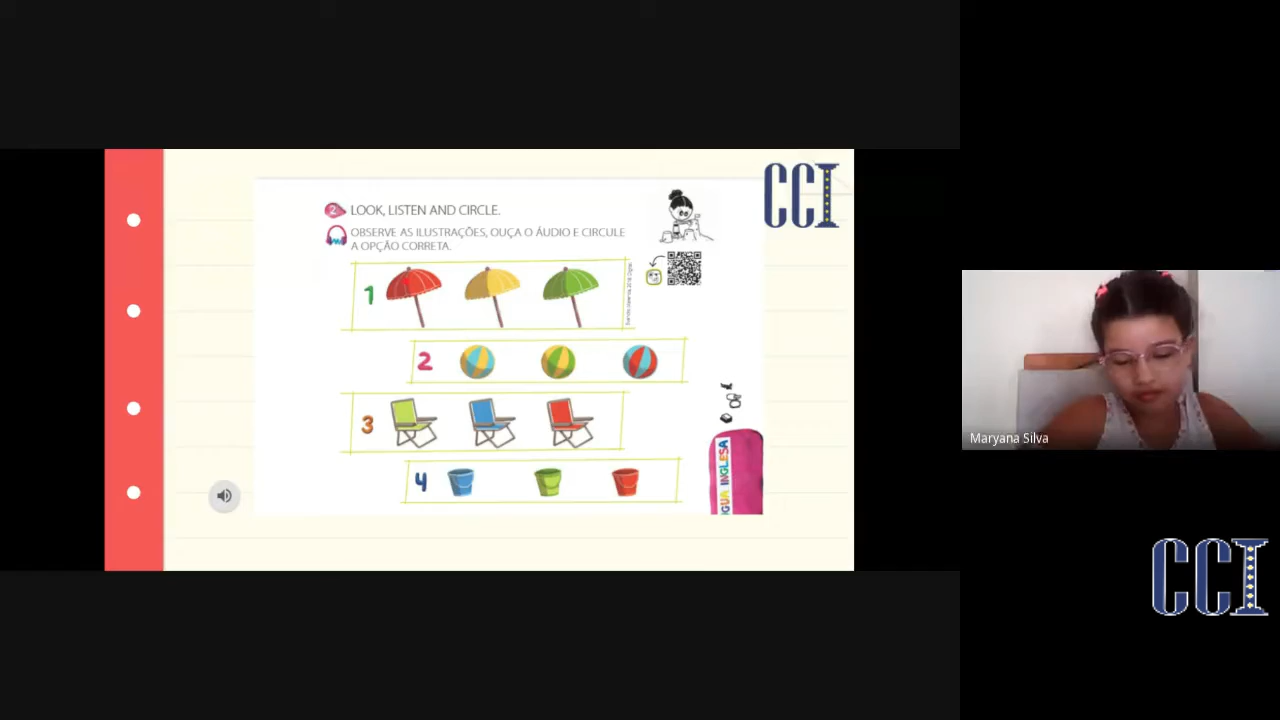 CCI
2 LOOK, LISTEN AND CIRCLE.
OBSERVE AS ILUSTRAÇÕES, OUÇA O ÁUDIO E CIRCULE
A OPÇÃO CORRETA.
1
2
3
4
GUA INGLESA
Maryana Silva
CCI